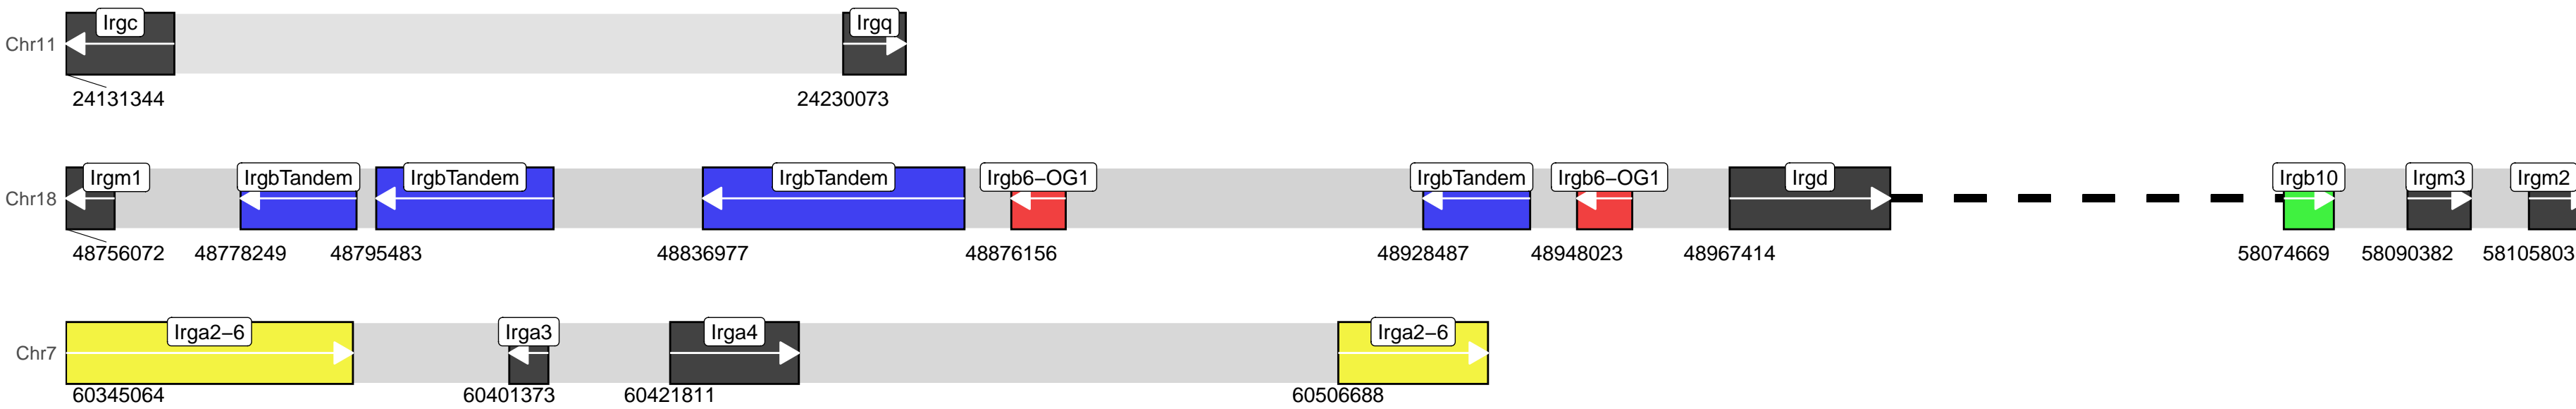 Irgc Irgq
Chr11
24131344 24230073
Irgm1 IrgbTandem IrgbTandem IrgbTandem Irgb6−OG1 IrgbTandem Irgb6−OG1 Irgd Irgb10 Irgm3 Irgm2
Chr18
48756072 48778249 48795483 48836977 48876156 48928487 48948023 48967414 58074669 58090382 58105803
Irga2−6 Irga3 Irga4 Irga2−6
Chr7
60345064 60401373 60421811 60506688